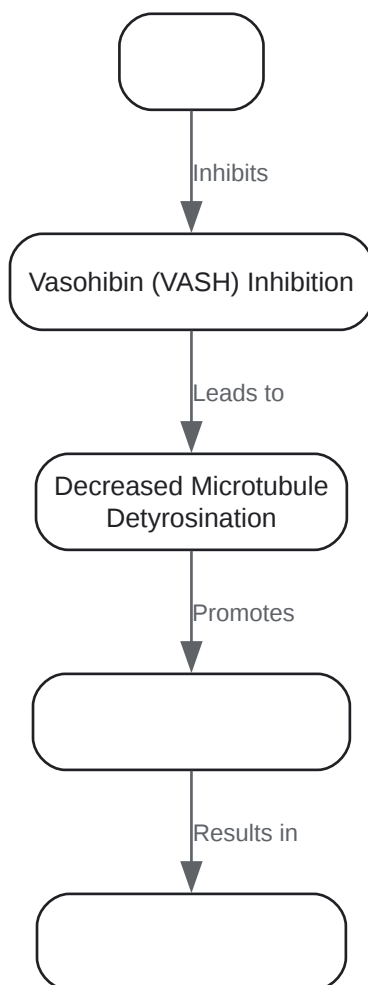 Inhibits
Vasohibin (VASH) Inhibition
Leads to
Decreased Microtubule
Detyrosination
Promotes
Results in